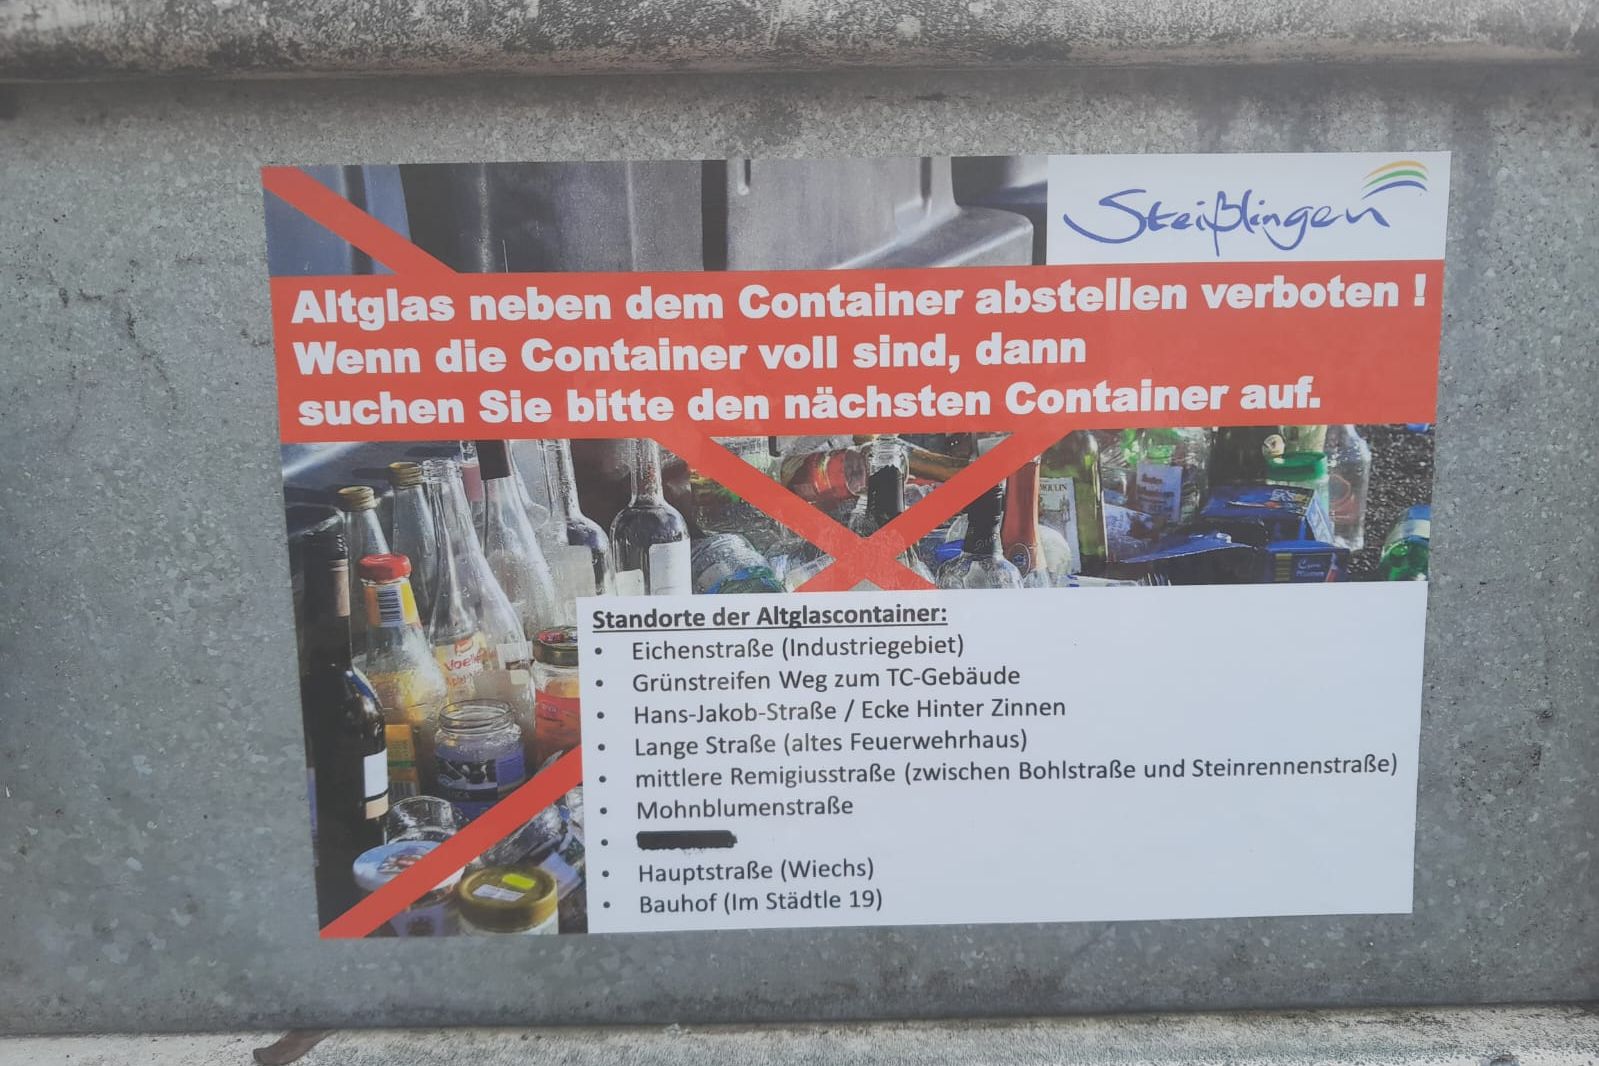 Steißlingen
Altglas neben dem Container abstellen verboten !
Wenn die Container voll sind, dann
suchen Sie bitte den nächsten Container auf.
MOULIN
Voelk
Standorte der Altglascontainer:
• Eichenstraße (Industriegebiet)
• Grünstreifen Weg zum TC-Gebäude
• Hans-Jakob-Straße / Ecke Hinter Zinnen
• Lange Straße (altes Feuerwehrhaus)
• mittlere Remigiusstraße (zwischen Bohlstraße und Steinrennenstraße)
• Mohnblumenstraße
•
• Hauptstraße (Wiechs)
• Bauhof (Im Städtle 19)